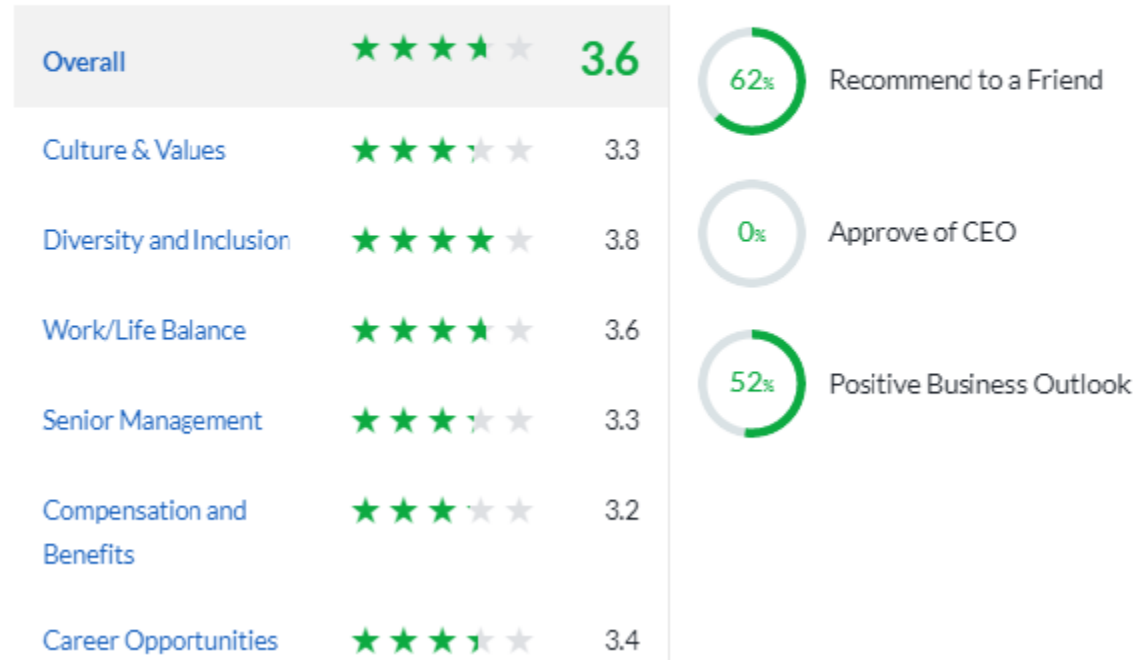 Overall 3.6
Culture & Values 3.3
Diversity and Inclusion 3.8
Work/Life Balance 3.6
Senior Management 3.3
Compensation and 3.2
Benefits
Career Opportunities 3.4
62% Recommend to a Friend
0% Approve of CEO
52% Positive Business Outlook